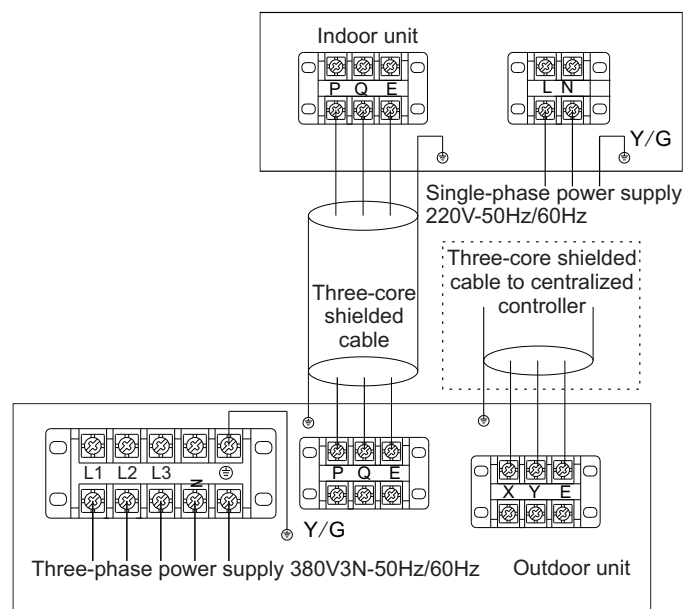 Indoor unit
P Q E
L N
Y/G
Single-phase power supply
220V-50Hz/60Hz
Three-core shielded
cable to centralized
controller
Three-core
shielded
cable
L1 L2 L3 N
P Q E
X Y E
Y/G
Three-phase power supply 380V3N-50Hz/60Hz
Outdoor unit